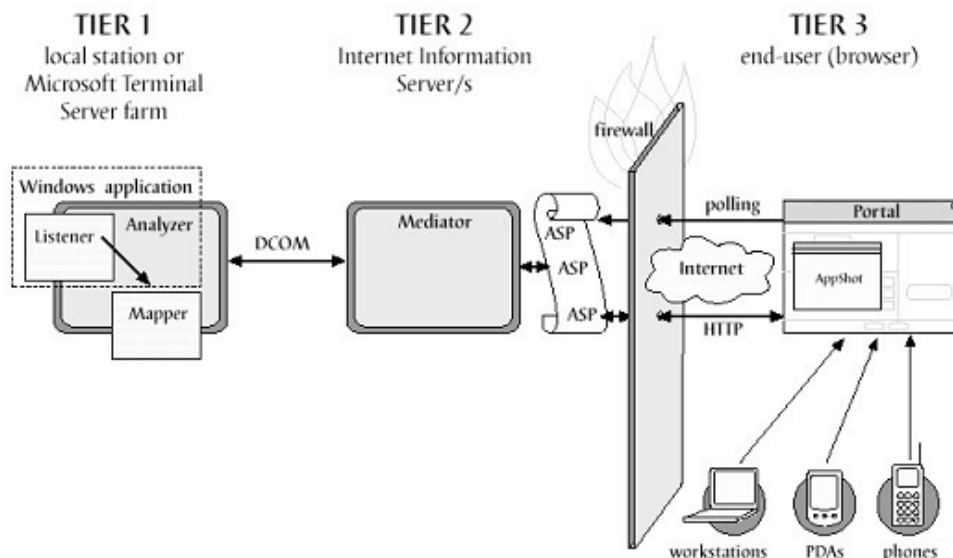 TIER 1
local station or
Microsoft Terminal
Server farm
TIER 2
Internet Information
Server/s
TIER 3
end-user (browser)
firewall
Windows application
Listener
Analyzer
Mapper
DCOM
Mediator
ASP
ASP
ASP
polling
Internet
HTTP
Portal
AppShot
workstations
PDAs
phones